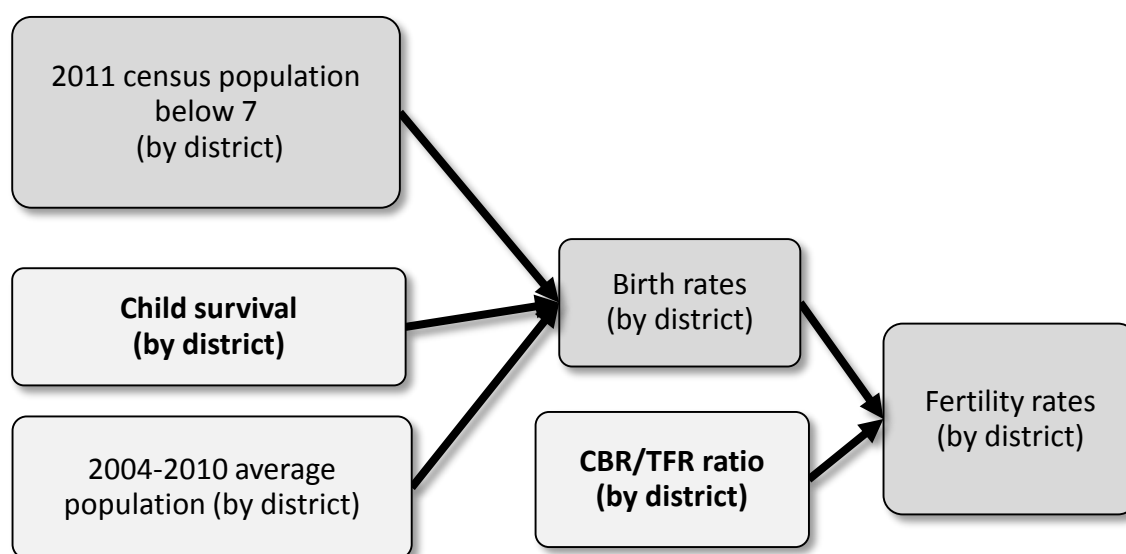 2011 census population
below 7
(by district)
Child survival
(by district)
2004-2010 average
population (by district)
Birth rates
(by district)
CBR/TFR ratio
(by district)
Fertility rates
(by district)